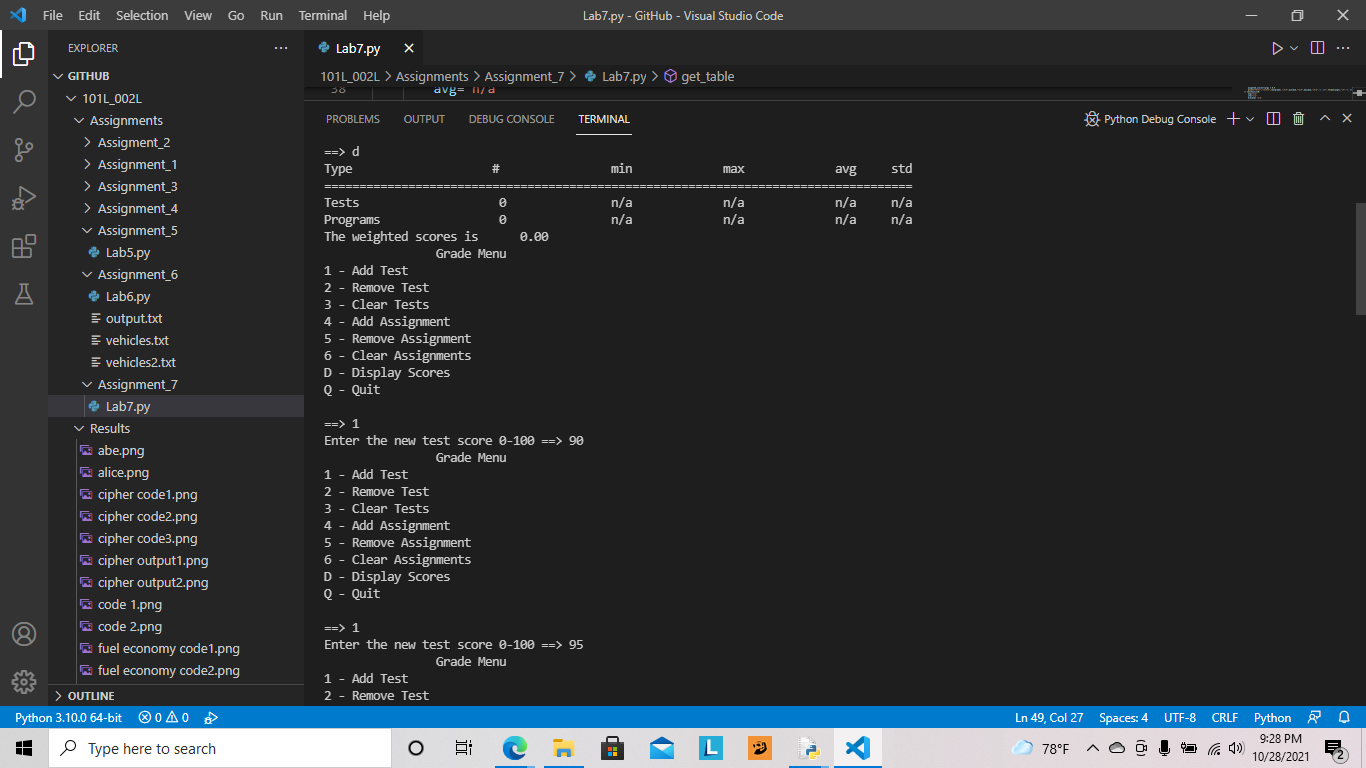 File Edit Selection View Go Run Terminal Help Lab7.py - GitHub - Visual Studio Code
EXPLORER
GITHUB
101L_002L
Assignments
Assigment_2
Assignment_1
Assignment_3
Assignment_4
Assignment_5
Lab5.py
Assignment_6
Lab6.py
output.txt
vehicles.txt
vehicles2.txt
Assignment_7
Lab7.py
Results
abe.png
alice.png
cipher code1.png
cipher code2.png
cipher code3.png
cipher output1.png
cipher output2.png
code 1.png
code 2.png
fuel economy code1.png
fuel economy code2.png
OUTLINE
Lab7.py
101L_002L > Assignments > Assignment_7 > Lab7.py > get_table
38 avg='n/a'
PROBLEMS OUTPUT DEBUG CONSOLE TERMINAL Python Debug Console
==> d
Type # min max avg std
====================================================================================
Tests 0 n/a n/a n/a n/a
Programs 0 n/a n/a n/a n/a
The weighted scores is 0.00
Grade Menu
1 - Add Test
2 - Remove Test
3 - Clear Tests
4 - Add Assignment
5 - Remove Assignment
6 - Clear Assignments
D - Display Scores
Q - Quit
==> 1
Enter the new test score 0-100 ==> 90
Grade Menu
1 - Add Test
2 - Remove Test
3 - Clear Tests
4 - Add Assignment
5 - Remove Assignment
6 - Clear Assignments
D - Display Scores
Q - Quit
==> 1
Enter the new test score 0-100 ==> 95
Grade Menu
1 - Add Test
2 - Remove Test
Python 3.10.0 64-bit 0 0 Ln 49, Col 27 Spaces: 4 UTF-8 CRLF Python
Type here to search L 78°F 9:28 PM
10/28/2021 2